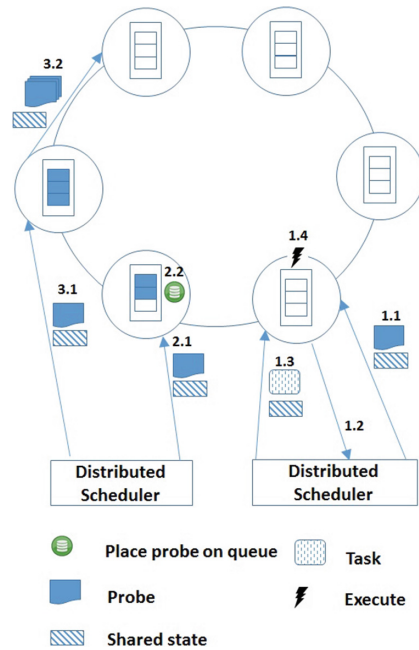 3.2
1.4
2.2
3.1
2.1
1.3
1.1
1.2
Distributed
Scheduler
Distributed
Scheduler
Place probe on queue
Task
Probe
Execute
Shared state